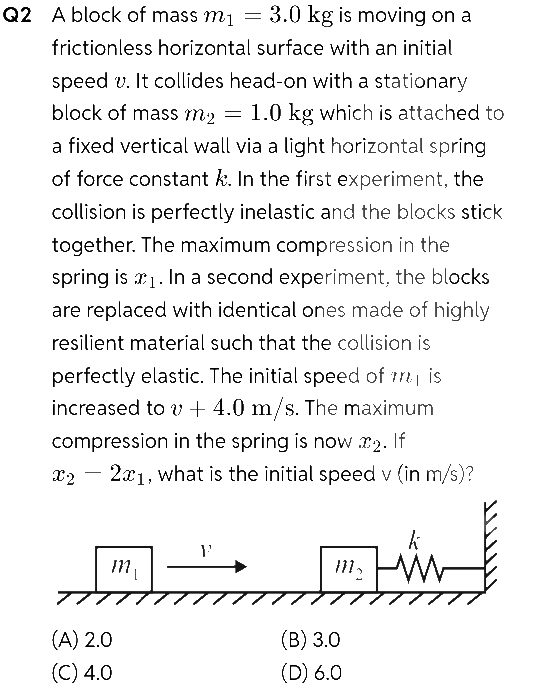 Q2 A block of mass m₁ = 3.0 kg is moving on a
frictionless horizontal surface with an initial
speed v. It collides head-on with a stationary
block of mass m₂ = 1.0 kg which is attached to
a fixed vertical wall via a light horizontal spring
of force constant k. In the first experiment, the
collision is perfectly inelastic and the blocks stick
together. The maximum compression in the
spring is x₁. In a second experiment, the blocks
are replaced with identical ones made of highly
resilient material such that the collision is
perfectly elastic. The initial speed of m₁ is
increased to v + 4.0 m/s. The maximum
compression in the spring is now x₂. If
x₂ − 2x₁, what is the initial speed v (in m/s)?
m₁ v m₂ k
(A) 2.0 (B) 3.0
(C) 4.0 (D) 6.0